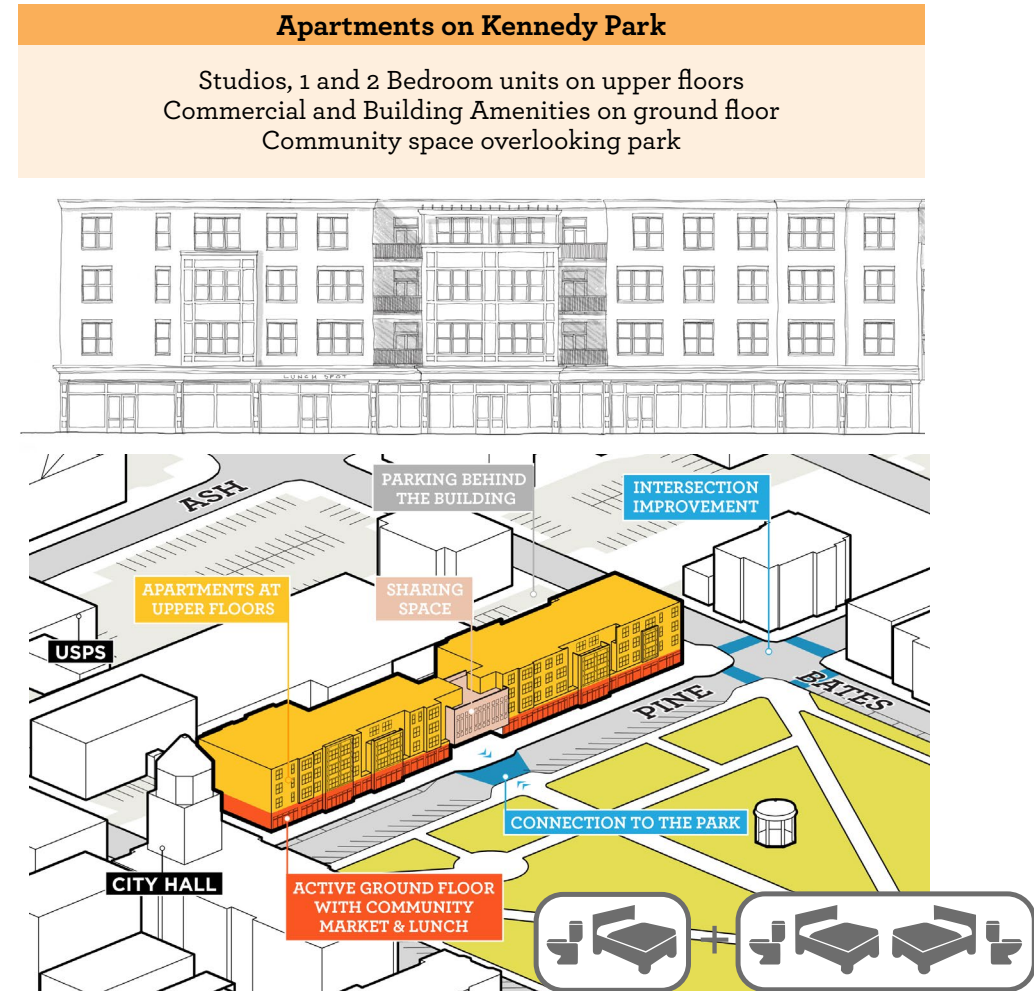 Apartments on Kennedy Park
Studios, 1 and 2 Bedroom units on upper floors
Commercial and Building Amenities on ground floor
Community space overlooking park
LUNCH SPOT
ASH
PARKING BEHIND
THE BUILDING
INTERSECTION
IMPROVEMENT
APARTMENTS AT
UPPER FLOORS
SHARING
SPACE
USPS
PINE
BATES
CONNECTION TO THE PARK
CITY HALL
ACTIVE GROUND FLOOR
WITH COMMUNITY
MARKET & LUNCH